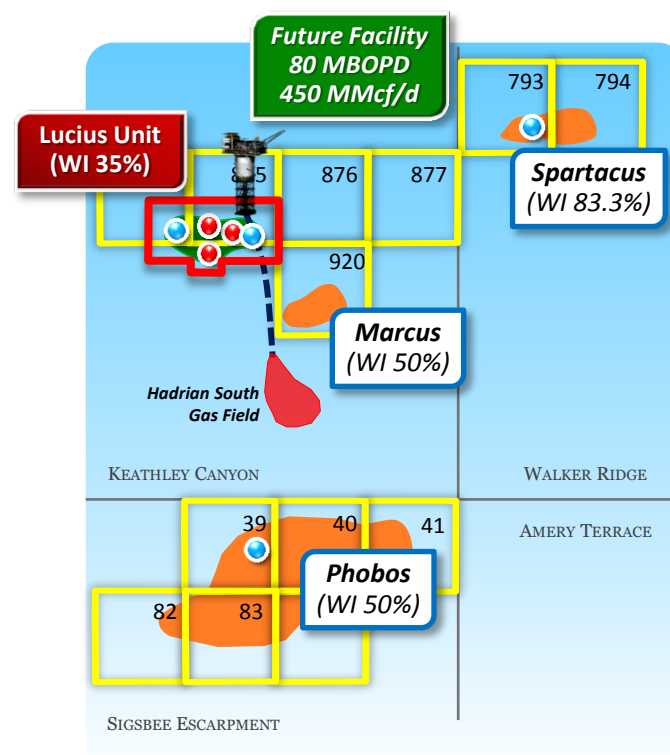 Future Facility
80 MBOPD
450 MMcf/d
793
794
Lucius Unit
(WI 35%)
876
877
Spartacus
(WI 83.3%)
920
Marcus
(WI 50%)
Hadrian South
Gas Field
KEATHLEY CANYON
WALKER RIDGE
39
40
41
AMERY TERRACE
Phobos
(WI 50%)
82
83
SIGSBEE ESCARPMENT